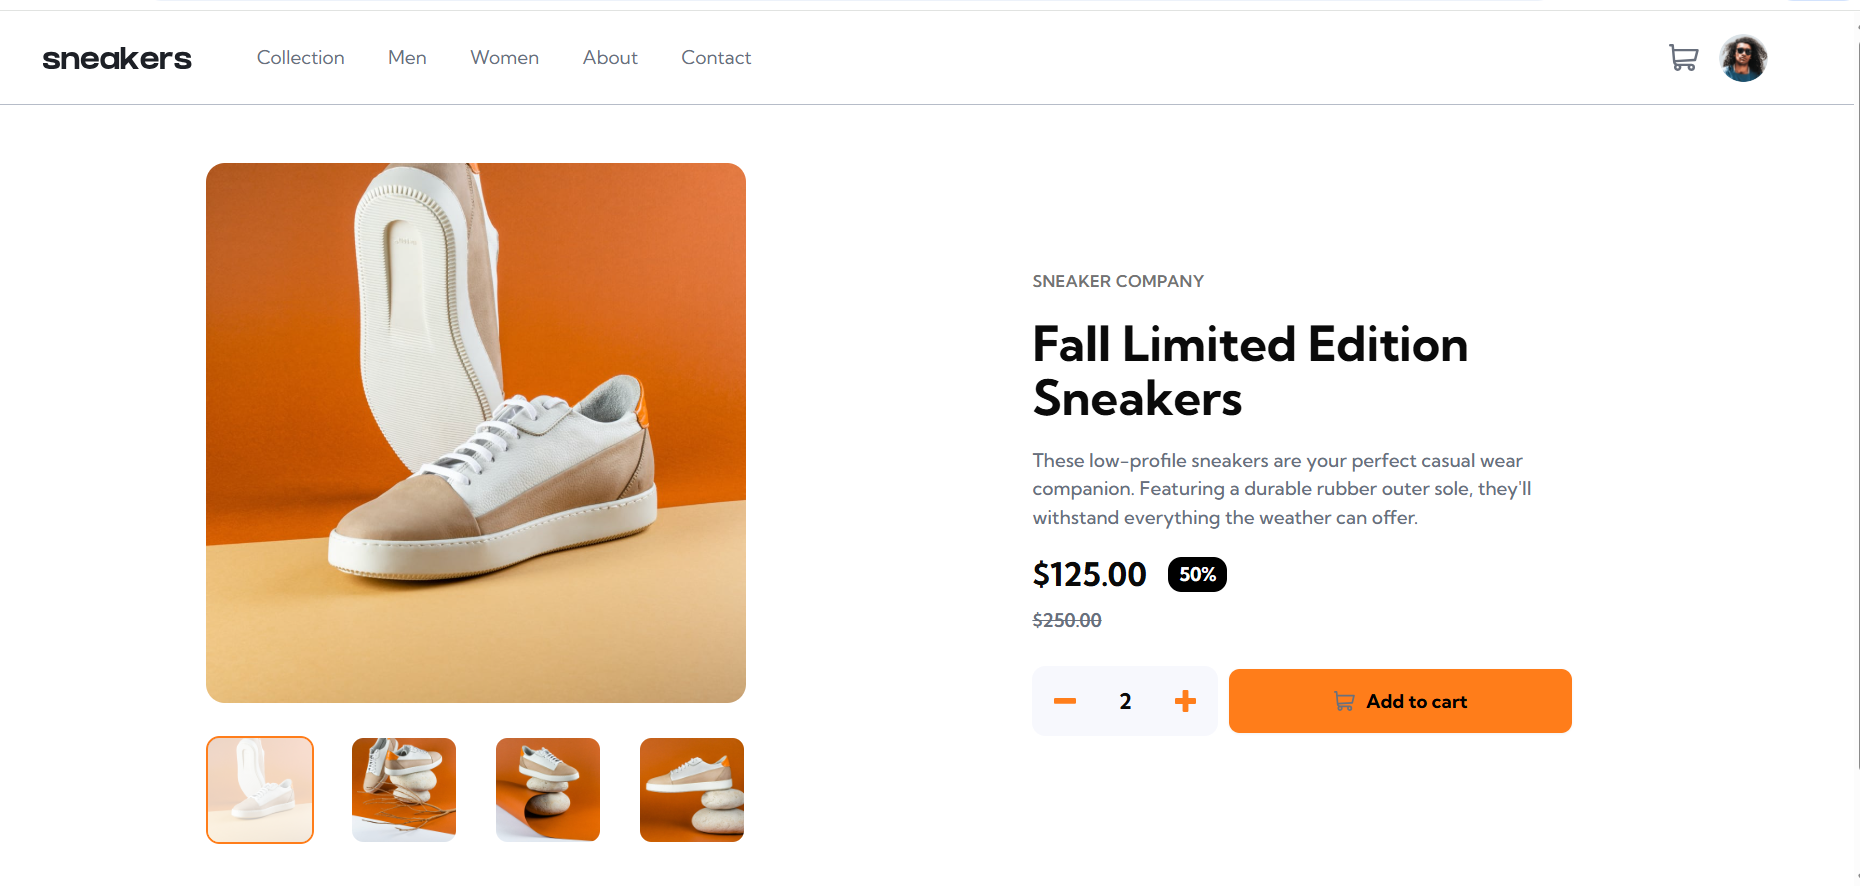 sneakers
Collection Men Women About Contact
SNEAKER COMPANY
Fall Limited Edition
Sneakers
These low-profile sneakers are your perfect casual wear
companion. Featuring a durable rubber outer sole, they'll
withstand everything the weather can offer.
$125.00 50%
$250.00
2
Add to cart